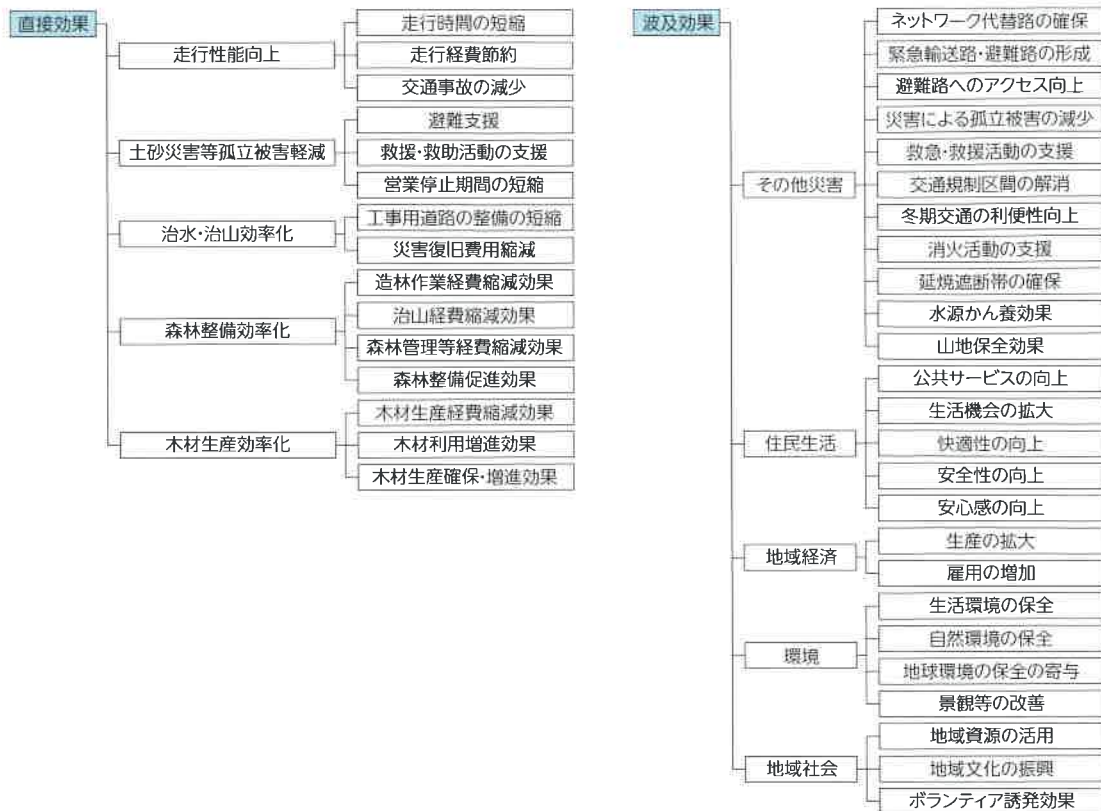 直接効果
走行性能向上
走行時間の短縮
走行経費節約
交通事故の減少
土砂災害等孤立被害軽減
避難支援
救援・救助活動の支援
営業停止期間の短縮
治水・治山効率化
工事用道路の整備の短縮
災害復旧費用縮減
森林整備効率化
造林作業経費縮減効果
治山経費縮減効果
森林管理等経費縮減効果
森林整備促進効果
木材生産効率化
木材生産経費縮減効果
木材利用増進効果
木材生産確保・増進効果
波及効果
その他災害
ネットワーク代替路の確保
緊急輸送路・避難路の形成
避難路へのアクセス向上
災害による孤立被害の減少
救急・救援活動の支援
交通規制区間の解消
冬期交通の利便性向上
消火活動の支援
延焼遮断帯の確保
水源かん養効果
山地保全効果
住民生活
公共サービスの向上
生活機会の拡大
快適性の向上
安全性の向上
安心感の向上
地域経済
生産の拡大
雇用の増加
環境
生活環境の保全
自然環境の保全
地球環境の保全の寄与
景観等の改善
地域社会
地域資源の活用
地域文化の振興
ボランティア誘発効果